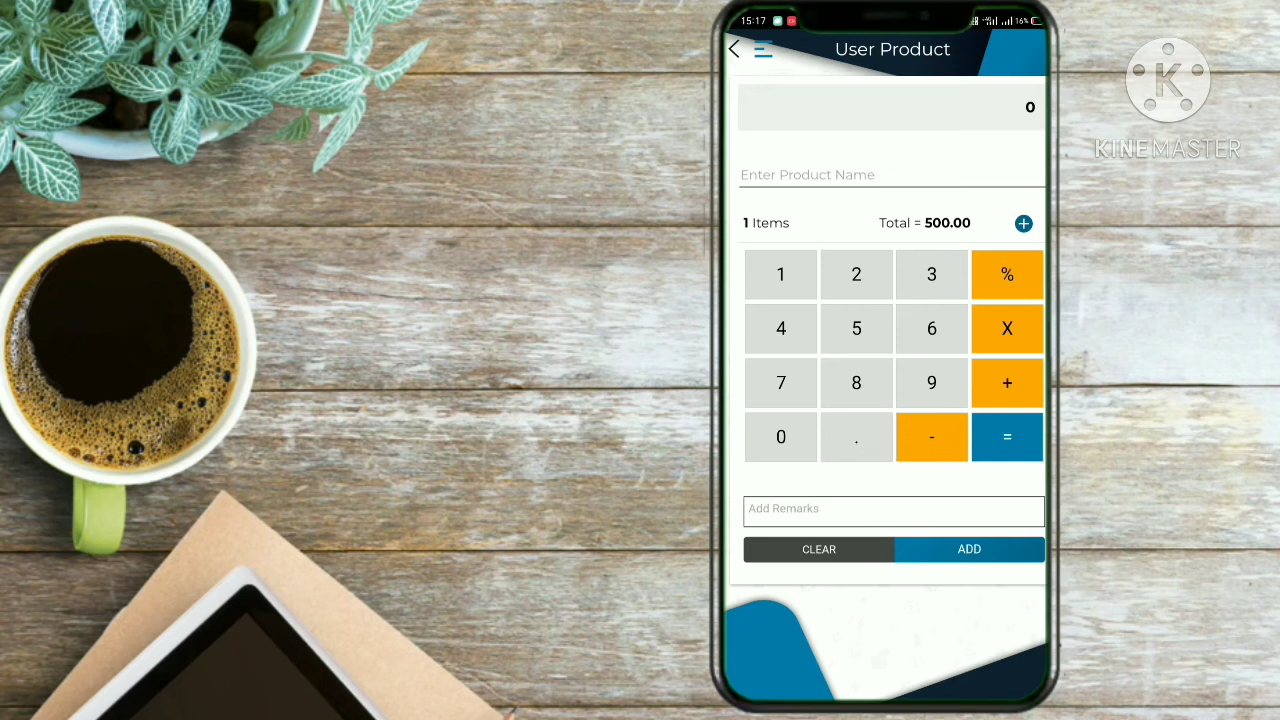 15:17
16%
User Product
0
Enter Product Name
1 Items Total = 500.00
1 2 3 %
4 5 6 X
7 8 9 +
0 . - =
Add Remarks
CLEAR ADD
K
KINEMASTER